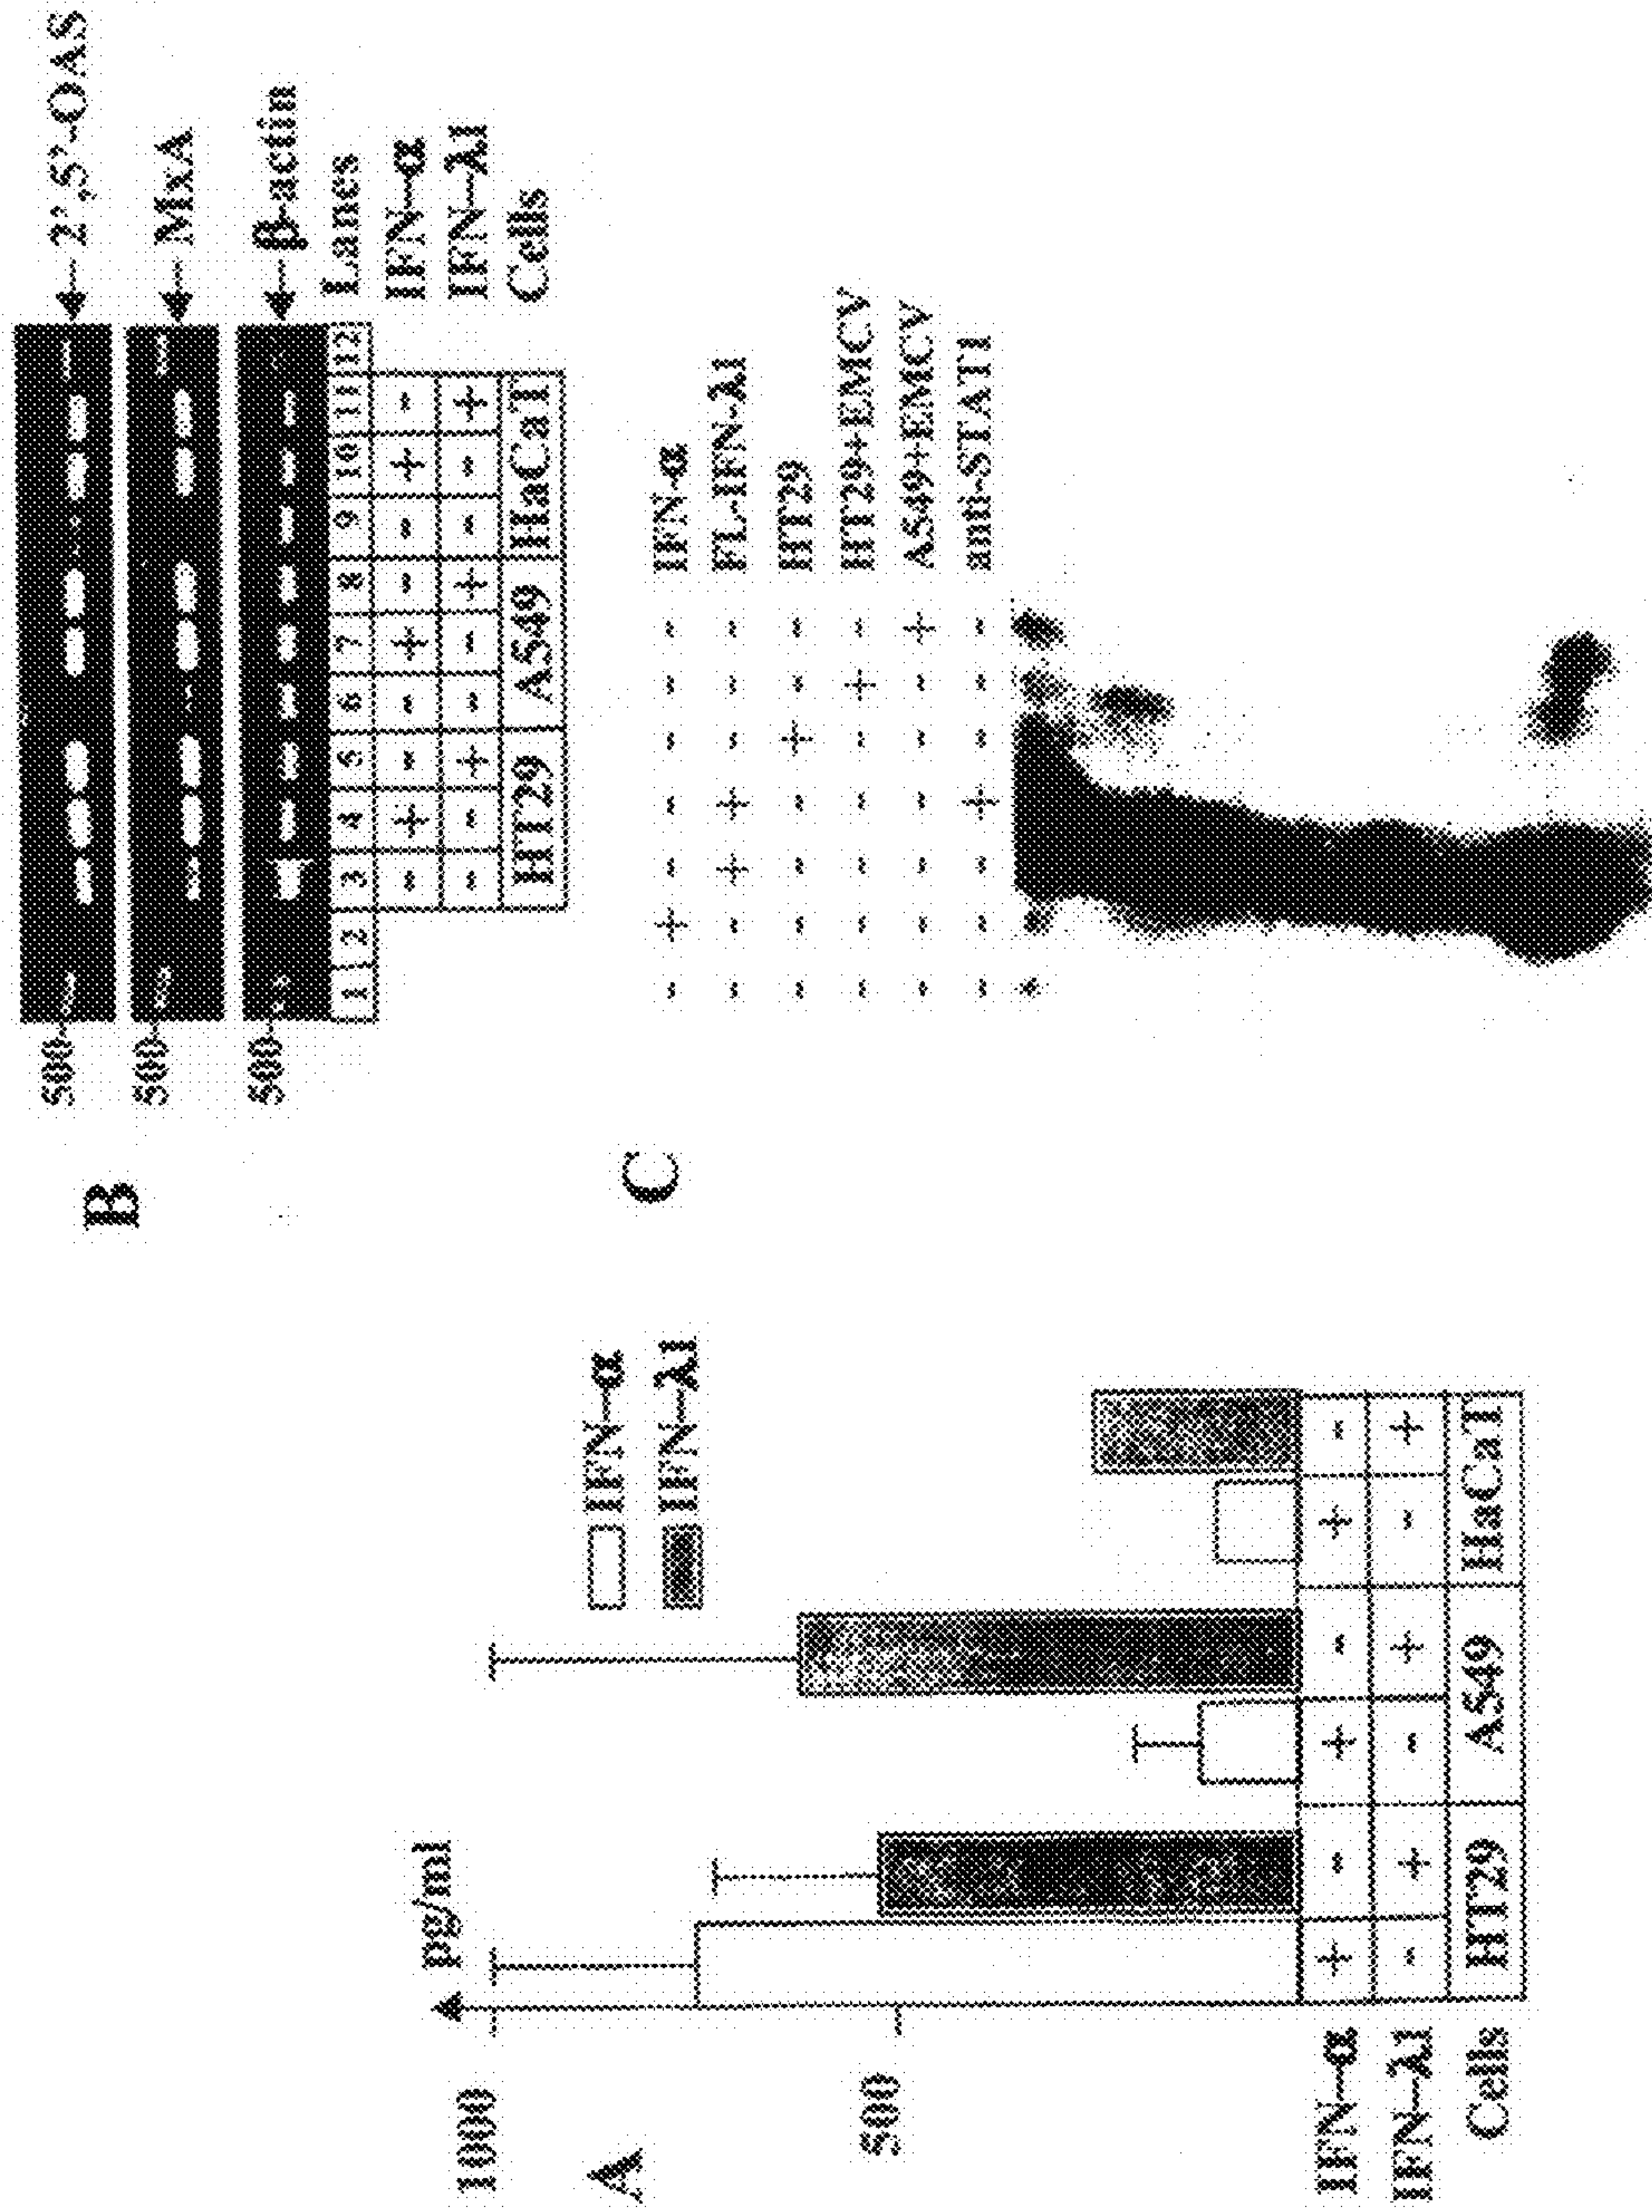 A
pg/ml
1000
500
IFN-α
IFN-λ1
IFN-α + - + - + -
IFN-λ1 - + - + - +
Cells HT29 A549 HaCaT
B
500 ← 2',5'-OAS
500 ← MxA
500 ← β-actin
1 2 3 4 5 6 7 8 9 10 11 12 Lanes
- + - - + - - + - IFN-α
- - + - - + - - + IFN-λ1
HT29 A549 HaCaT Cells
C
- + - - - - - IFN-α
- - + + - - - FL-IFN-λ1
- - - - + - - HT29
- - - - - + - HT29+EMCV
- - - - - - + A549+EMCV
- - - + - - - anti-STAT1